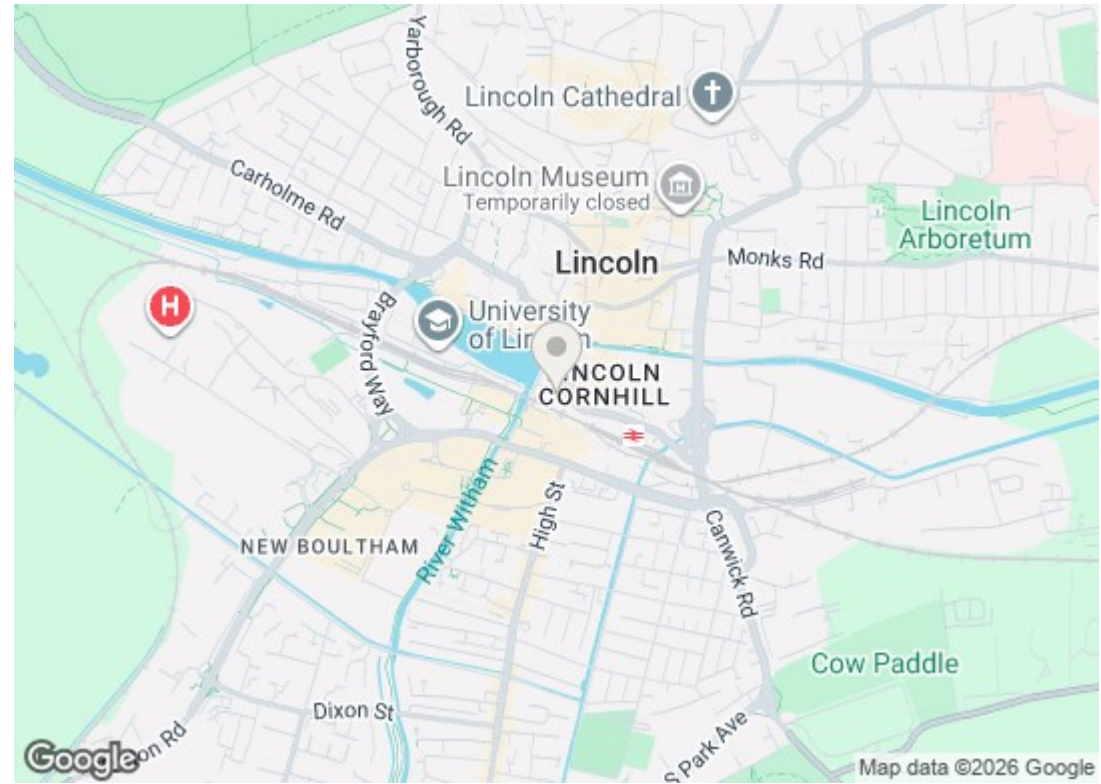 Yarborough Rd
Lincoln Cathedral
Carholme Rd
Lincoln Museum
Temporarily closed
Lincoln
Arboretum
Lincoln
Monks Rd
H
Brayford Way
University
of Lin
n
NCOLN
CORNHILL
River Witham
High St
NEW BOULTHAM
Canwick Rd
Cow Paddle
Dixon St
S Park Ave
on Rd
Google
Map data ©2026 Google